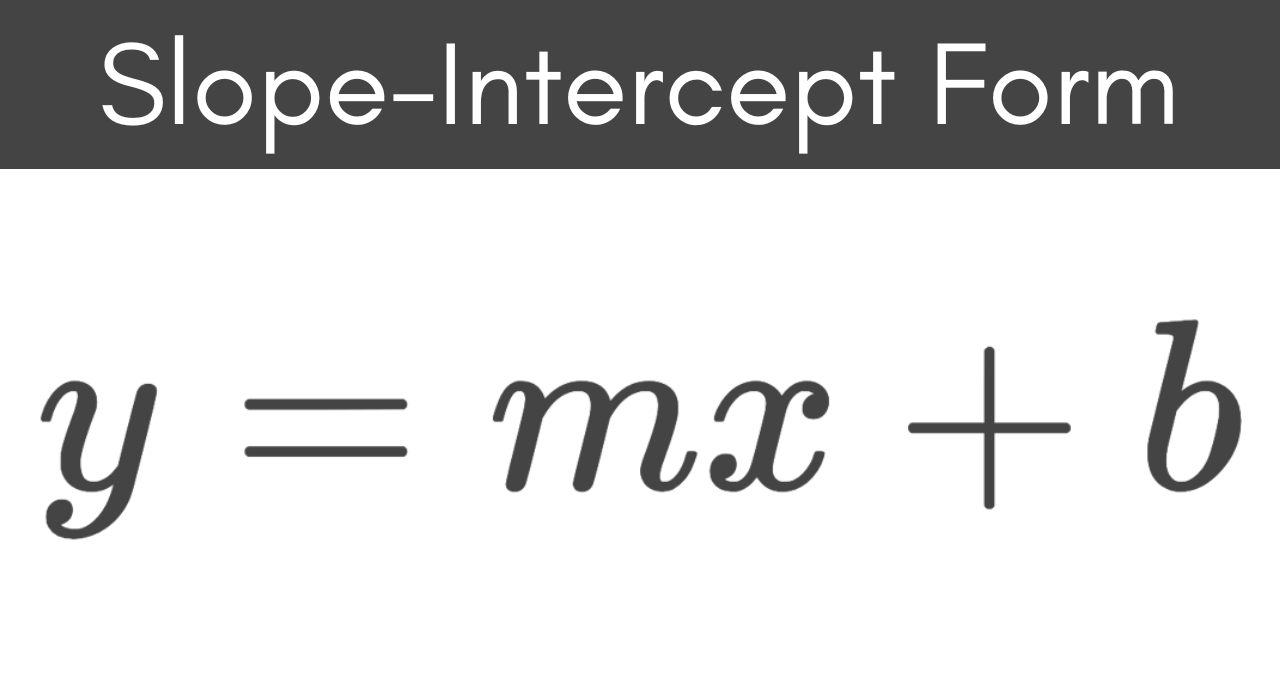 Slope-Intercept Form
y = mx + b